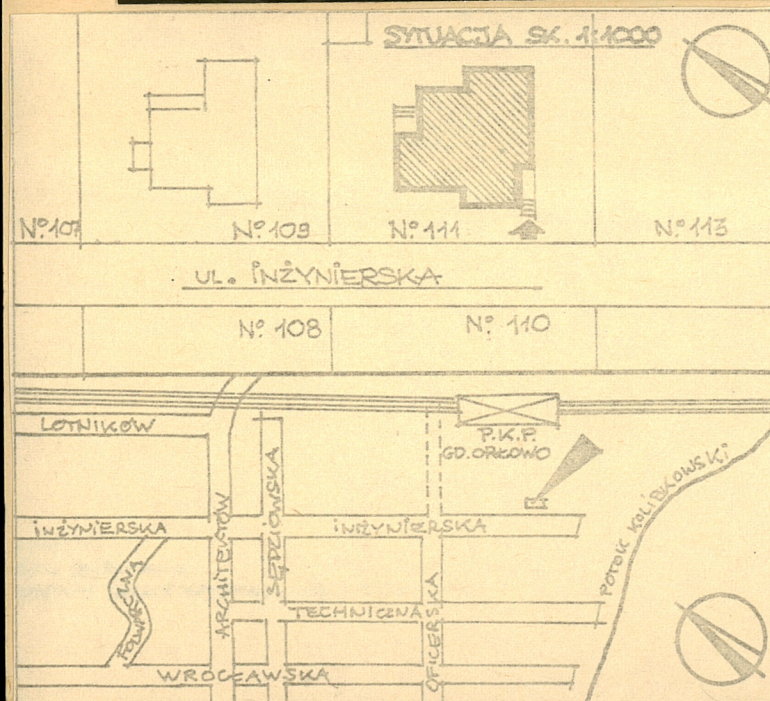 SYTUACJA SK. 1:1000
Nº 107
Nº 109
Nº 111
Nº 113
UL. INŻYNIERSKA
Nº 108
Nº 110
LOTNIKÓW
P.K.P.
GD. ORŁOWO
INŻYNIERSKA
ARCHITEKTÓW
SĘDZIOWSKA
INŻYNIERSKA
POTOK KOLIBKOWSKI
FOLWARCZNA
TECHNICZNA
OFICERSKA
WROCŁAWSKA